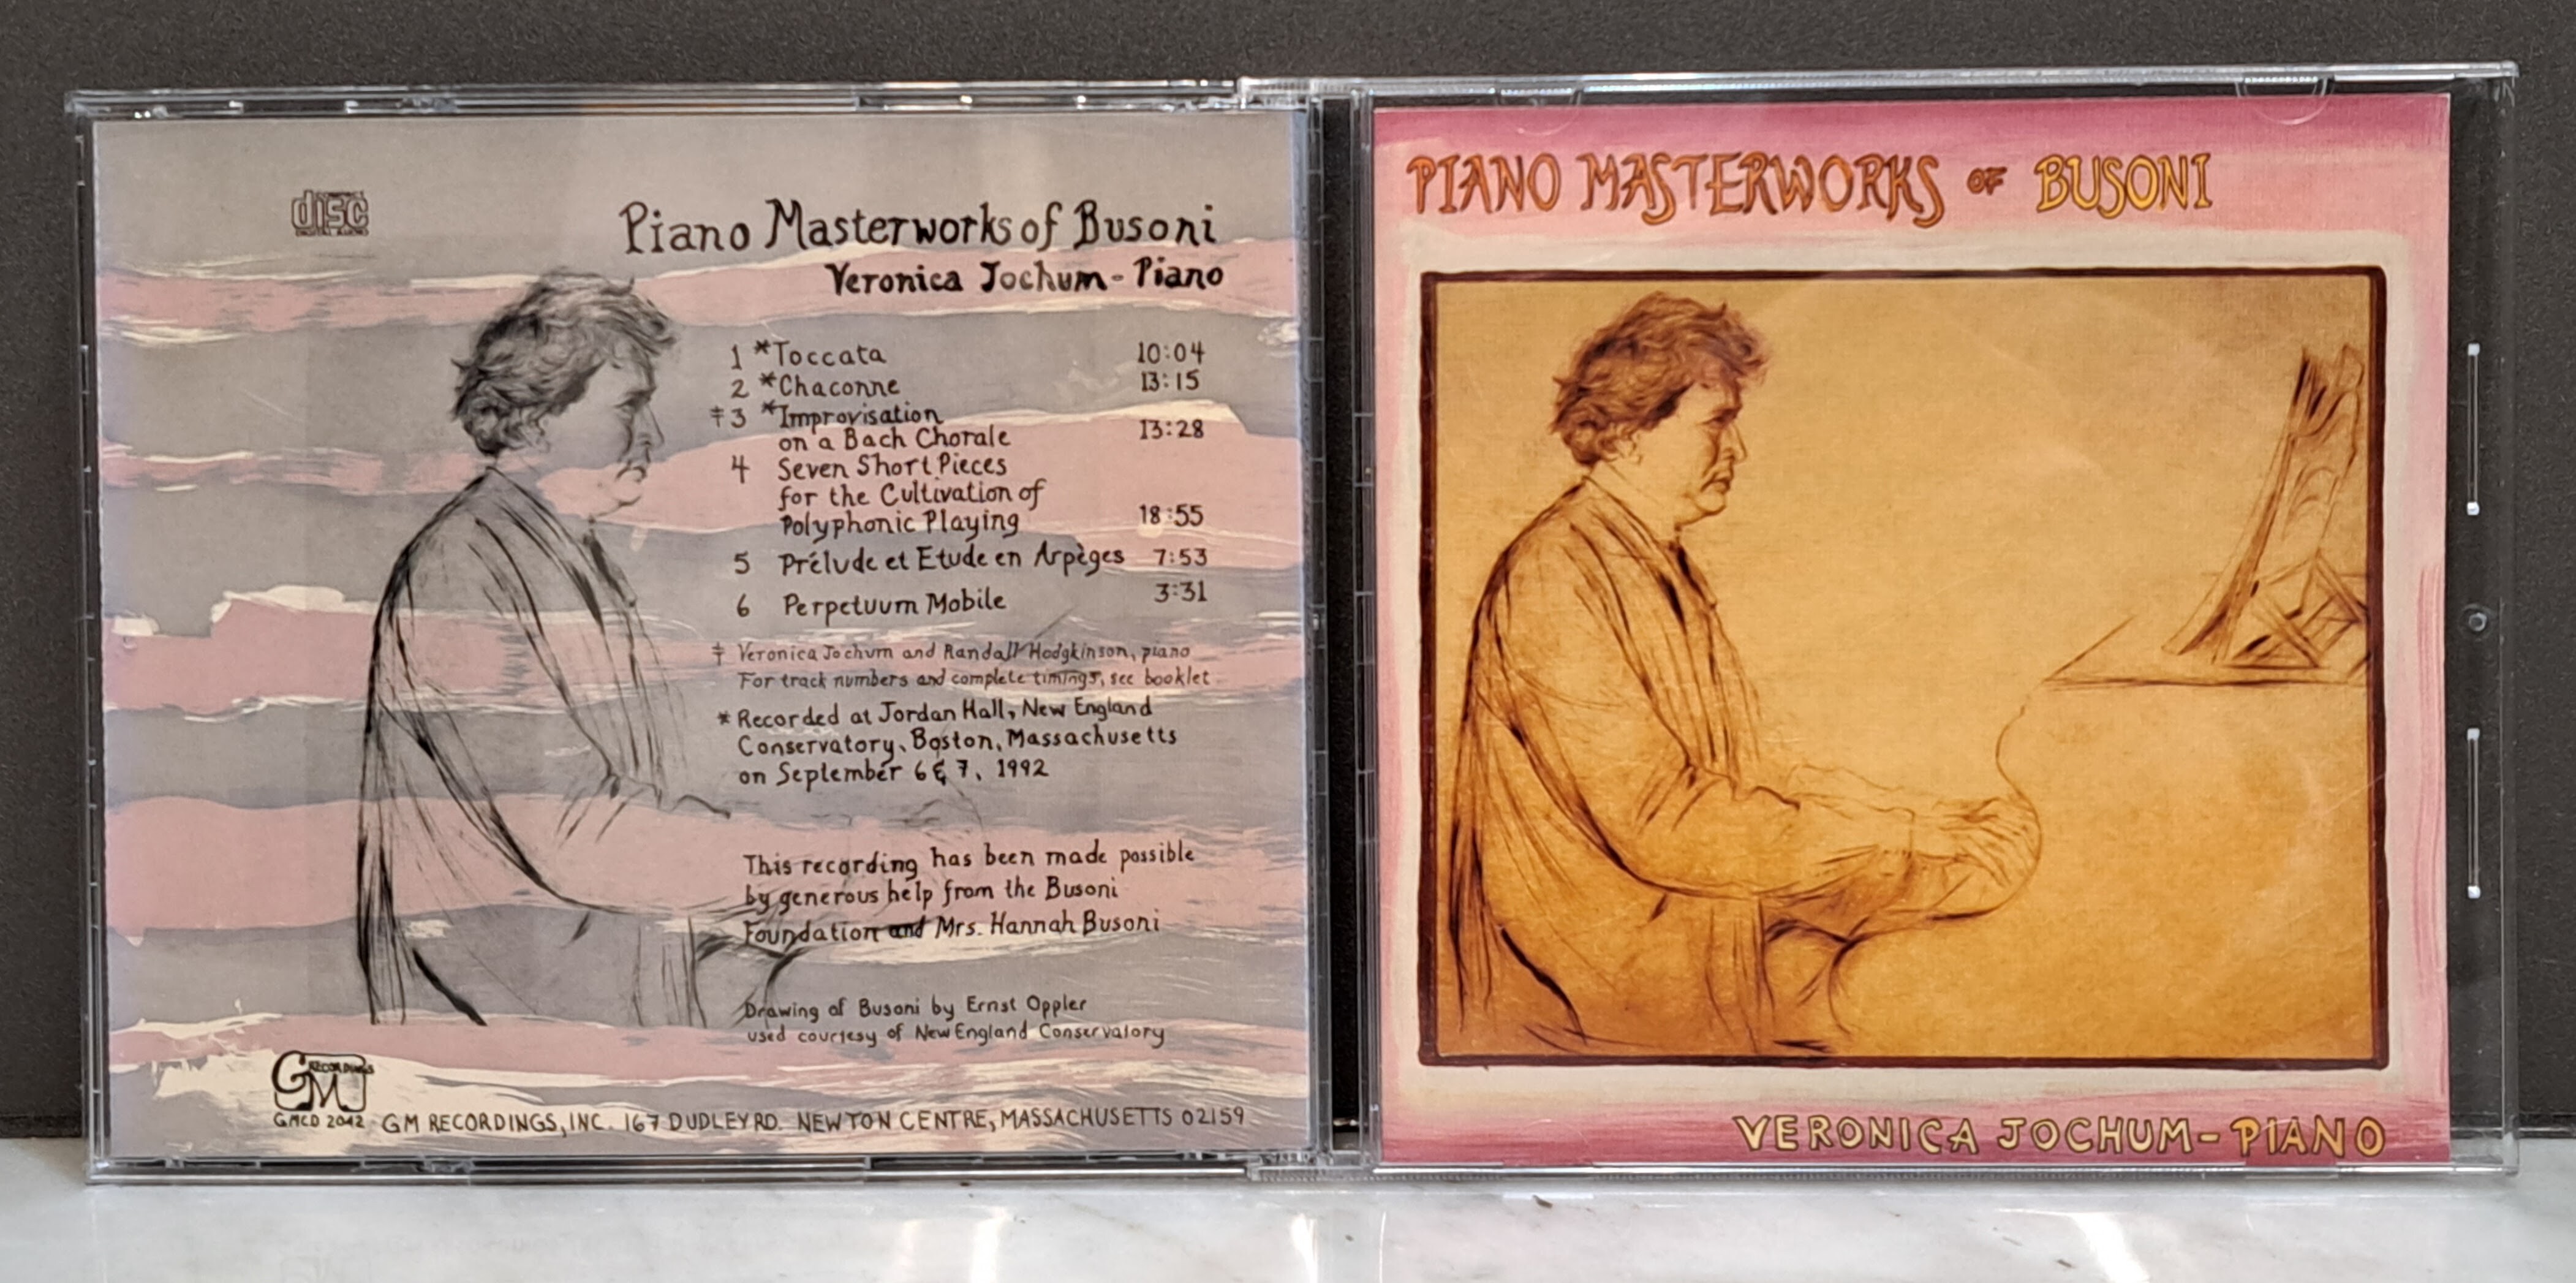 COMPACT
disc
DIGITAL AUDIO
Piano Masterworks of Busoni
Veronica Jochum - Piano
1 *Toccata 10:04
2 *Chaconne 13:15
‡3 *Improvisation
on a Bach Chorale 13:28
4 Seven Short Pieces
for the Cultivation of
Polyphonic Playing 18:55
5 Prélude et Etude en Arpèges 7:53
6 Perpetuum Mobile 3:31
‡ Veronica Jochum and Randall Hodgkinson, piano
For track numbers and complete timings, see booklet.
* Recorded at Jordan Hall, New England
Conservatory, Boston, Massachusetts
on September 6 & 7, 1992
This recording has been made possible
by generous help from the Busoni
Foundation and Mrs. Hannah Busoni
Drawing of Busoni by Ernst Oppler
used courtesy of New England Conservatory
GM RECORDINGS
GMCD 2042 GM RECORDINGS, INC. 167 DUDLEY RD. NEWTON CENTRE, MASSACHUSETTS 02159
PIANO MASTERWORKS OF BUSONI
VERONICA JOCHUM - PIANO